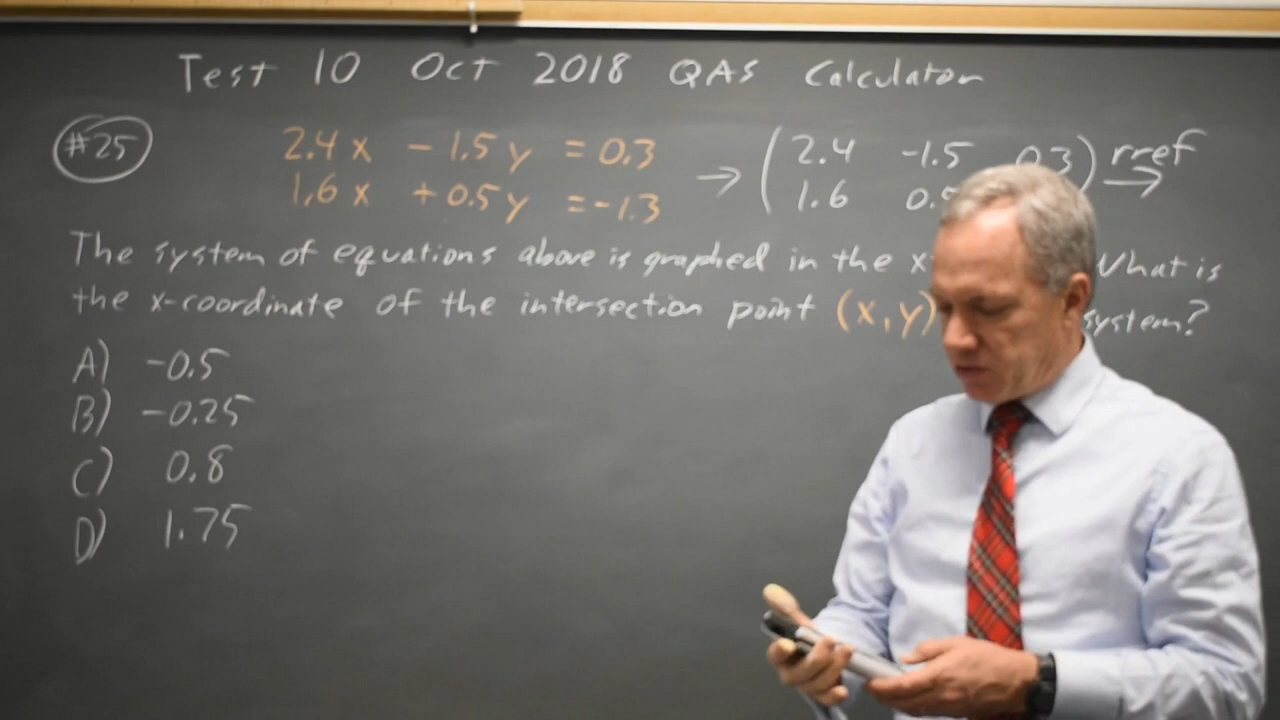 Test 10 Oct 2018 QAS Calculator
#25
2.4x - 1.5y = 0.3
1.6x + 0.5y = -1.3
→ ( 2.4 -1.5 0.3 ) rref →
1.6
The system of equations above is graphed in the x What is
the x-coordinate of the intersection point (x,y) system?
A) -0.5
B) -0.25
C) 0.8
D) 1.75